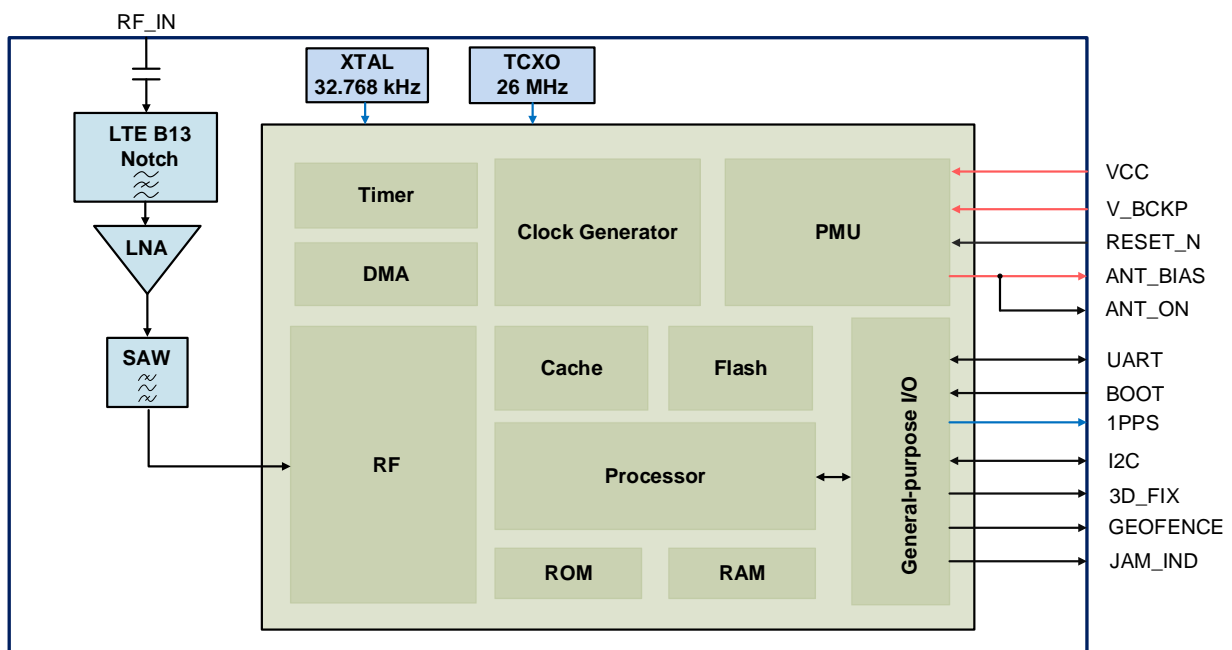 RF_IN
XTAL
32.768 kHz
TCXO
26 MHz
LTE B13
Notch
LNA
SAW
Timer
DMA
Clock Generator
PMU
RF
Cache
Flash
Processor
ROM
RAM
General-purpose I/O
VCC
V_BCKP
RESET_N
ANT_BIAS
ANT_ON
UART
BOOT
1PPS
I2C
3D_FIX
GEOFENCE
JAM_IND